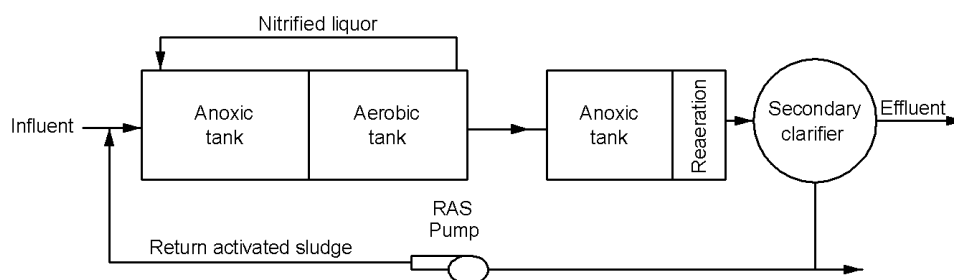 Nitrified liquor
Influent
Anoxic
tank
Aerobic
tank
Anoxic
tank
Reaeration
Secondary
clarifier
Effluent
RAS
Pump
Return activated sludge